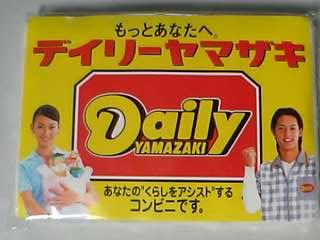 もっとあなたへ。
デイリーヤマザキ
Daily
YAMAZAKI
あなたの"くらしをアシスト"する
コンビニです。